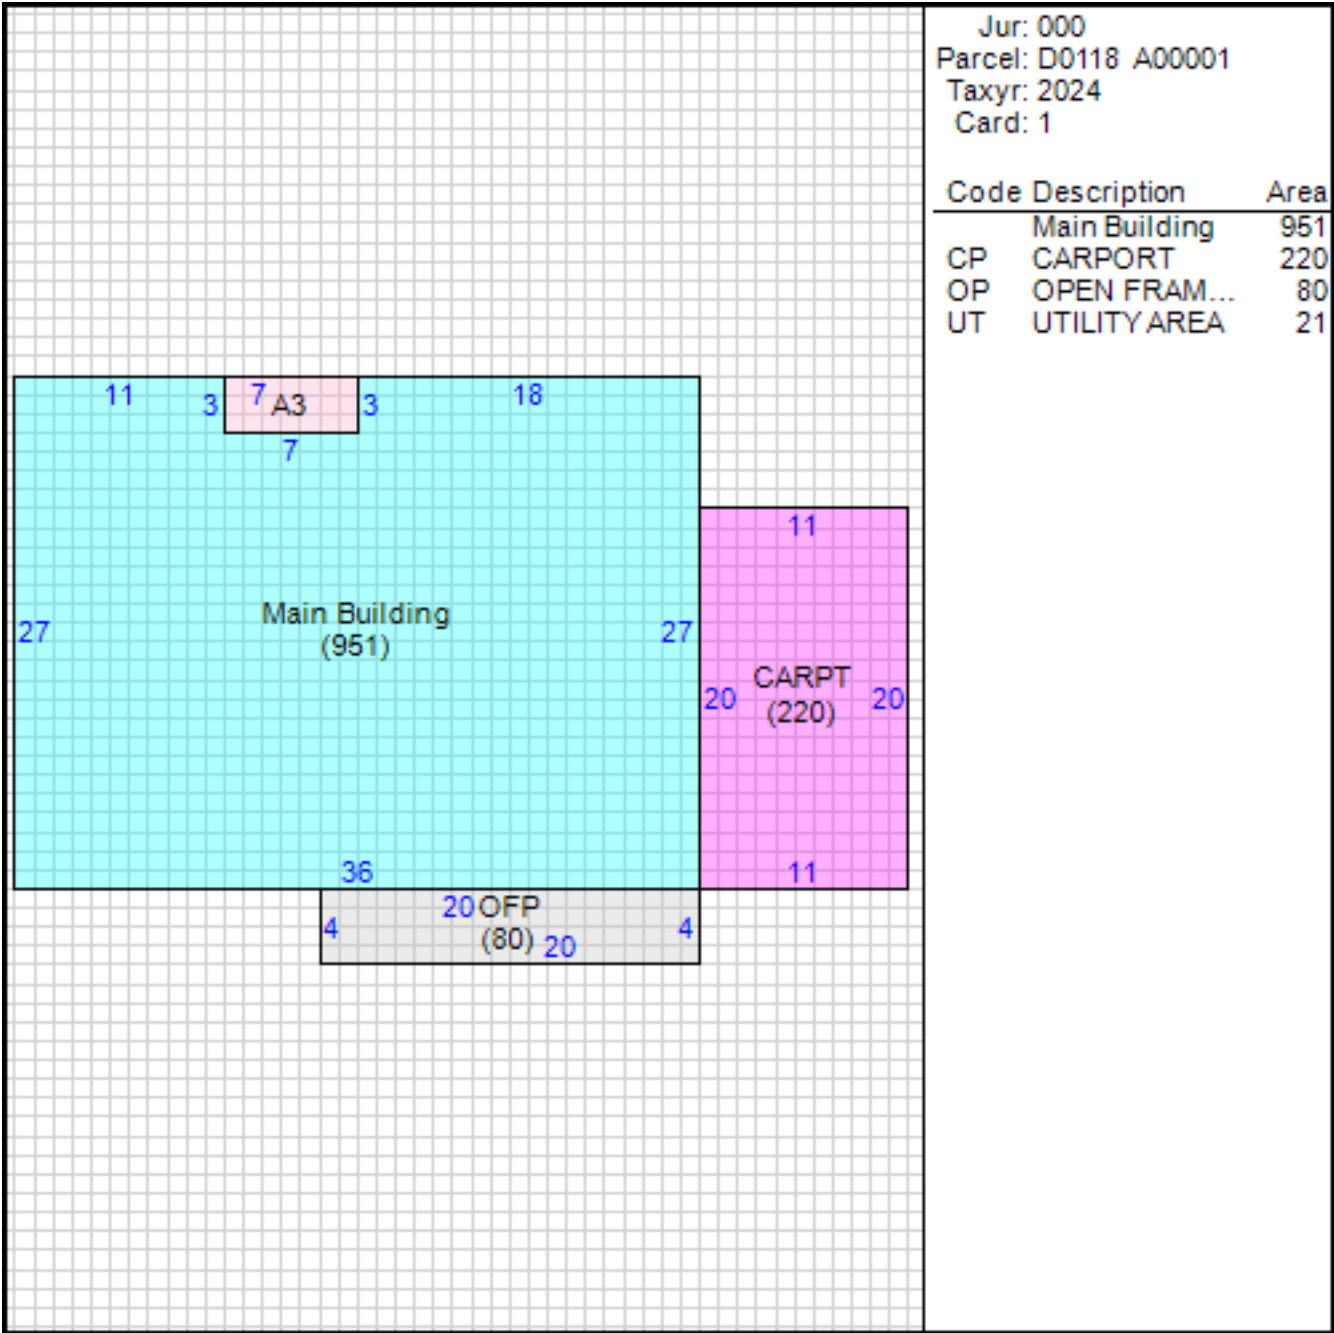 Jur: 000
Parcel: D0118 A00001
Taxyr: 2024
Card: 1
Code Description Area
Main Building 951
CP CARPORT 220
OP OPEN FRAM... 80
UT UTILITY AREA 21
11 3 7 A3 3 18
7
11
Main Building
(951)
27 27
CARPT
(220)
20 20
36 11
20 OFP
4 (80) 20 4